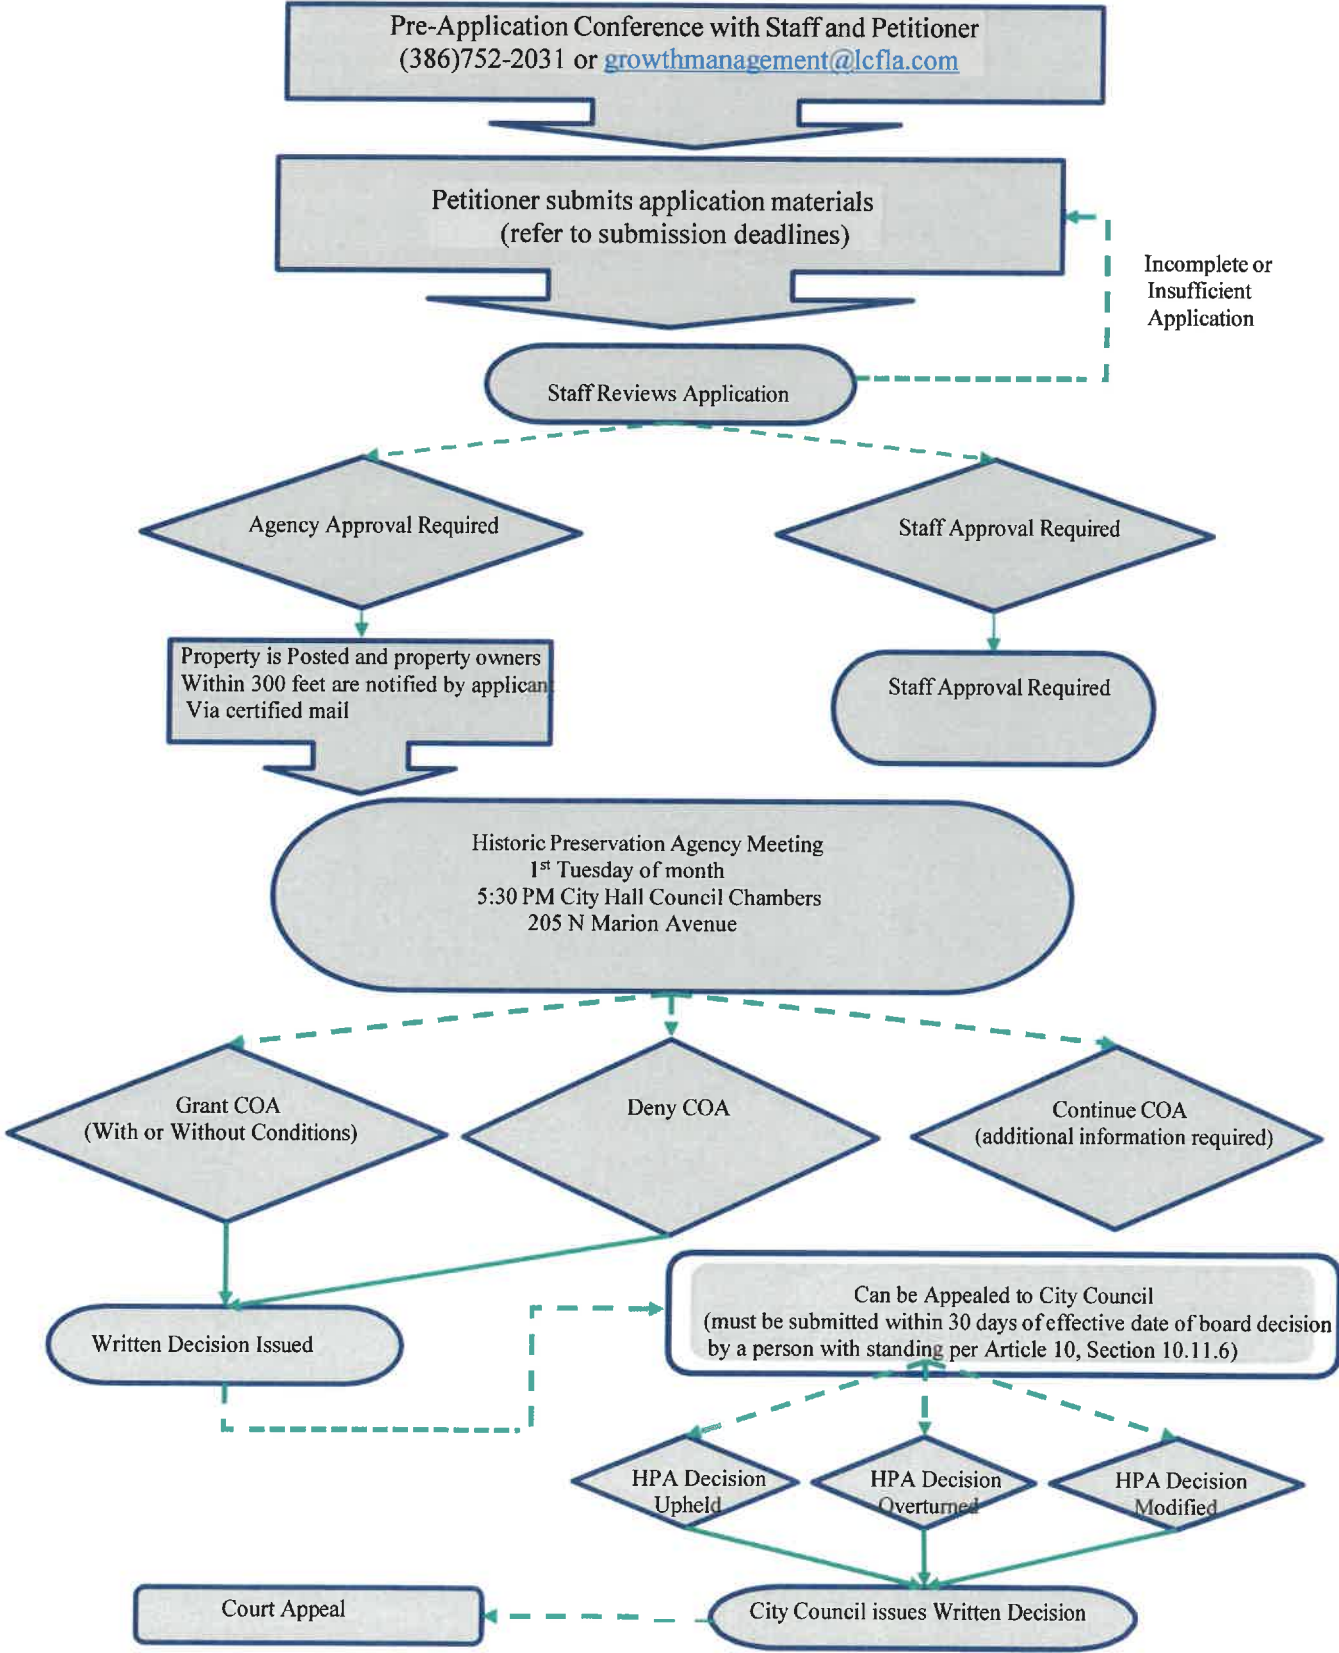 Pre-Application Conference with Staff and Petitioner
(386)752-2031 or growthmanagement@lcfla.com
Petitioner submits application materials
(refer to submission deadlines)
Incomplete or
Insufficient
Application
Staff Reviews Application
Agency Approval Required
Staff Approval Required
Property is Posted and property owners
Within 300 feet are notified by applicant
Via certified mail
Staff Approval Required
Historic Preservation Agency Meeting
1st Tuesday of month
5:30 PM City Hall Council Chambers
205 N Marion Avenue
Grant COA
(With or Without Conditions)
Deny COA
Continue COA
(additional information required)
Written Decision Issued
Can be Appealed to City Council
(must be submitted within 30 days of effective date of board decision
by a person with standing per Article 10, Section 10.11.6)
HPA Decision
Upheld
HPA Decision
Overturned
HPA Decision
Modified
Court Appeal
City Council issues Written Decision